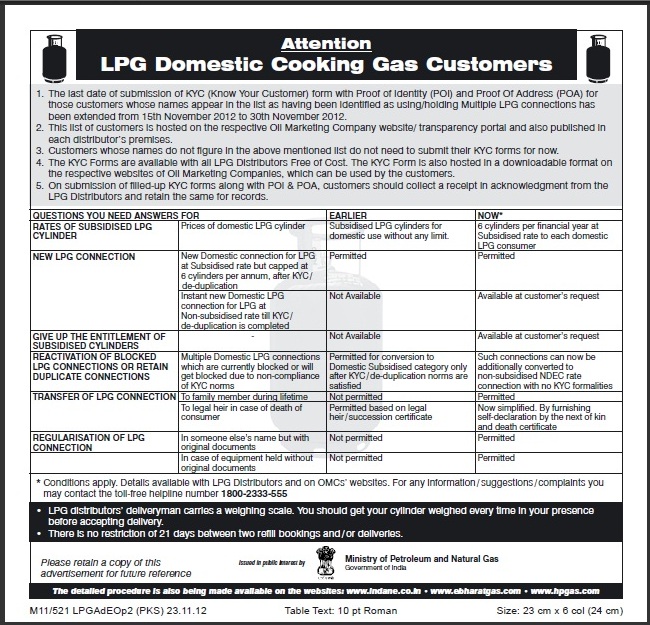 Attention
LPG Domestic Cooking Gas Customers
1. The last date of submission of KYC (Know Your Customer) form with Proof of Identity (POI) and Proof Of Address (POA) for
those customers whose names appear in the list as having been identified as using/holding Multiple LPG connections has
been extended from 15th November 2012 to 30th November 2012.
2. This list of customers is hosted on the respective Oil Marketing Company website/ transparency portal and also published in
each distributor's premises.
3. Customers whose names do not figure in the above mentioned list do not need to submit their KYC forms for now.
4. The KYC Forms are available with all LPG Distributors Free of Cost. The KYC Form is also hosted in a downloadable format on
the respective websites of Oil Marketing Companies, which can be used by the customers.
5. On submission of filled-up KYC forms along with POI & POA, customers should collect a receipt in acknowledgment from the
LPG Distributors and retain the same for records.
QUESTIONS YOU NEED ANSWERS FOR EARLIER NOW*
RATES OF SUBSIDISED LPG Prices of domestic LPG cylinder Subsidised LPG cylinders for 6 cylinders per financial year at
CYLINDER domestic use without any limit. Subsidised rate to each domestic
LPG consumer
NEW LPG CONNECTION New Domestic connection for LPG Permitted Permitted
at Subsidised rate but capped at
6 cylinders per annum, after KYC/
de-duplication
Instant new Domestic LPG Not Available Available at customer's request
connection for LPG at
Non-subsidised rate till KYC/
de-duplication is completed
GIVE UP THE ENTITLEMENT OF - Not Available Available at customer's request
SUBSIDISED CYLINDERS
REACTIVATION OF BLOCKED Multiple Domestic LPG connections Permitted for conversion to Such connections can now be
LPG CONNECTIONS OR RETAIN which are currently blocked or will Domestic Subsidised category only additionally converted to
DUPLICATE CONNECTIONS get blocked due to non-compliance after KYC/de-duplication norms are non-subsidised NDEC rate
of KYC norms satisfied connection with no KYC formalities
TRANSFER OF LPG CONNECTION To family member during lifetime Not permitted Permitted
To legal heir in case of death of Permitted based on legal Now simplified. By furnishing
consumer heir/succession certificate self-declaration by the next of kin
and death certificate
REGULARISATION OF LPG In someone else's name but with Not permitted Permitted
CONNECTION original documents
In case of equipment held without Not permitted Permitted
original documents
* Conditions apply. Details available with LPG Distributors and on OMCs' websites. For any information/suggestions/complaints you
may contact the toll-free helpline number 1800-2333-555
• LPG distributors' deliveryman carries a weighing scale. You should get your cylinder weighed every time in your presence
before accepting delivery.
• There is no restriction of 21 days between two refill bookings and/or deliveries.
Please retain a copy of this
advertisement for future reference
Issued in public interest by
Ministry of Petroleum and Natural Gas
Government of India
The detailed procedure is also being made available on the websites: www.indane.co.in • www.ebharatgas.com • www.hpgas.com
M11/521 LPGAdEOp2 (PKS) 23.11.12 Table Text: 10 pt Roman Size: 23 cm x 6 col (24 cm)